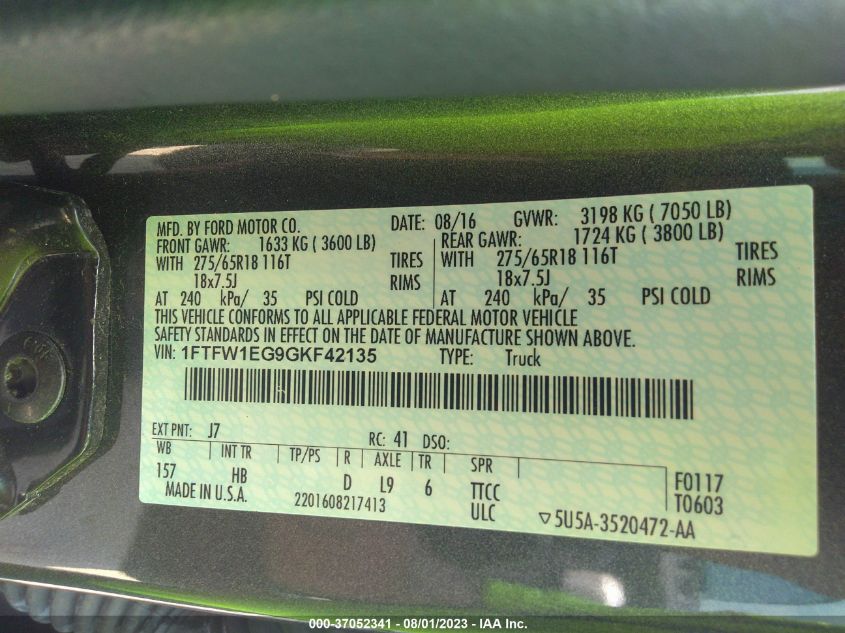 MFD. BY FORD MOTOR CO. DATE: 08/16 GVWR: 3198 KG ( 7050 LB)
FRONT GAWR: 1633 KG ( 3600 LB) REAR GAWR: 1724 KG ( 3800 LB)
WITH 275/65R18 116T TIRES WITH 275/65R18 116T TIRES
18x7.5J RIMS 18x7.5J RIMS
AT 240 kPa/ 35 PSI COLD AT 240 kPa/ 35 PSI COLD
THIS VEHICLE CONFORMS TO ALL APPLICABLE FEDERAL MOTOR VEHICLE
SAFETY STANDARDS IN EFFECT ON THE DATE OF MANUFACTURE SHOWN ABOVE.
VIN: 1FTFW1EG9GKF42135 TYPE: Truck
EXT PNT: J7 RC: 41 DSO:
WB INT TR TP/PS R AXLE TR SPR
157 HB D L9 6 TTCC F0117
MADE IN U.S.A. 2201608217413 ULC T0603
▽5U5A-3520472-AA
000-37052341 - 08/01/2023 - IAA Inc.